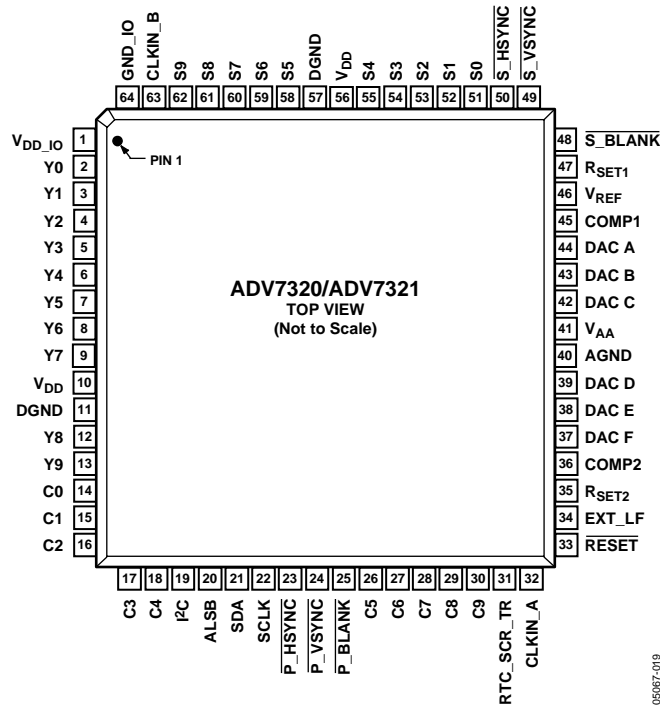 GND_IO CLKIN_B S9 S8 S7 S6 S5 DGND VDD S4 S3 S2 S1 S0 S_HSYNC S_VSYNC
64 63 62 61 60 59 58 57 56 55 54 53 52 51 50 49
VDD_IO 1
Y0 2
Y1 3
Y2 4
Y3 5
Y4 6
Y5 7
Y6 8
Y7 9
VDD 10
DGND 11
Y8 12
Y9 13
C0 14
C1 15
C2 16
PIN 1
ADV7320/ADV7321
TOP VIEW
(Not to Scale)
48 S_BLANK
47 RSET1
46 VREF
45 COMP1
44 DAC A
43 DAC B
42 DAC C
41 VAA
40 AGND
39 DAC D
38 DAC E
37 DAC F
36 COMP2
35 RSET2
34 EXT_LF
33 RESET
17 18 19 20 21 22 23 24 25 26 27 28 29 30 31 32
C3 C4 I²C ALSB SDA SCLK P_HSYNC P_VSYNC P_BLANK C5 C6 C7 C8 C9 RTC_SCR_TR CLKIN_A
05067-019